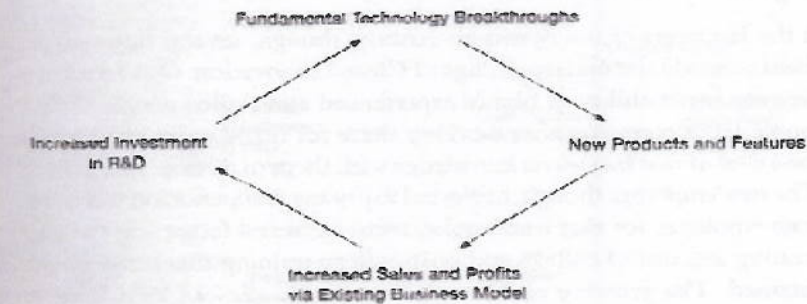 Fundamental Technology Breakthroughs
Increased Investment
in R&D
New Products and Features
Increased Sales and Profits
via Existing Business Model